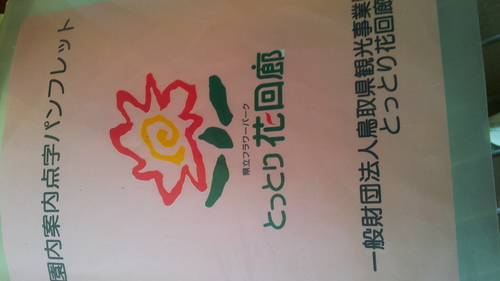 園内案内点字パンフレット
県立フラワーパーク
とっとり花回廊
一般財団法人鳥取県観光事業
とっとり花回廊